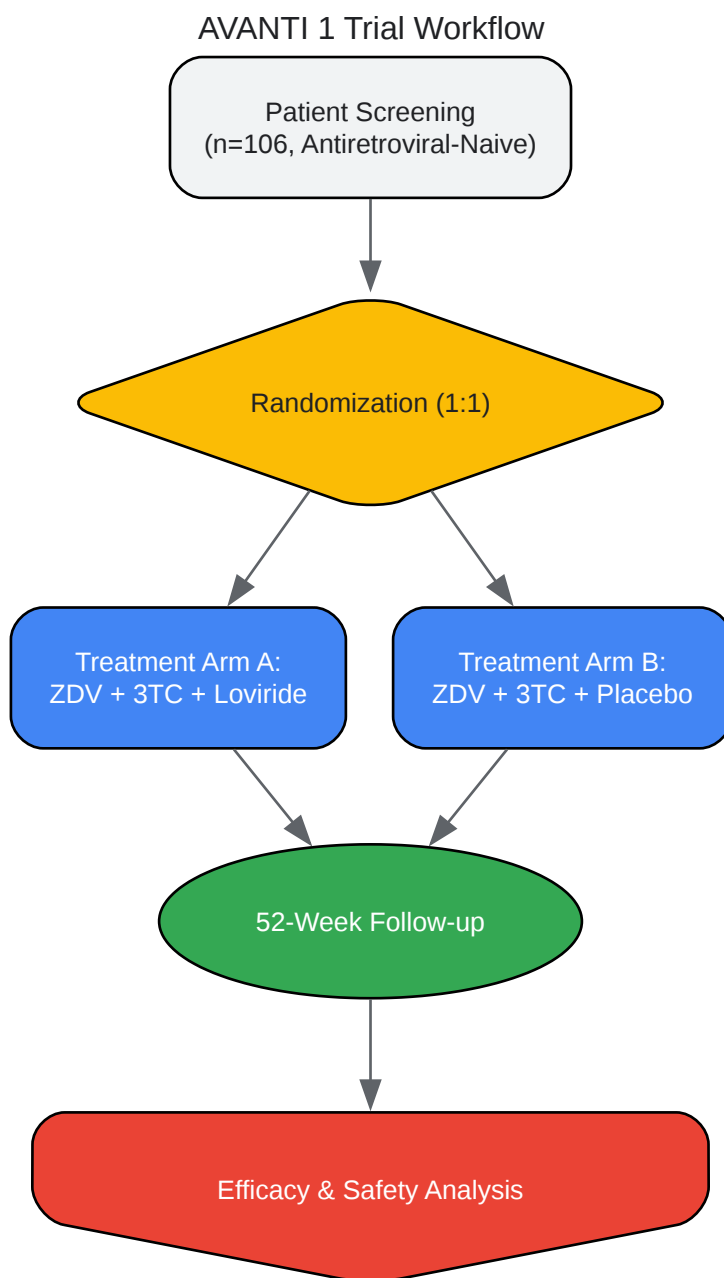 AVANTI 1 Trial Workflow
Patient Screening
(n=106, Antiretroviral-Naive)
Randomization (1:1)
Treatment Arm A:
ZDV + 3TC + Loviride
Treatment Arm B:
ZDV + 3TC + Placebo
52-Week Follow-up
Efficacy & Safety Analysis